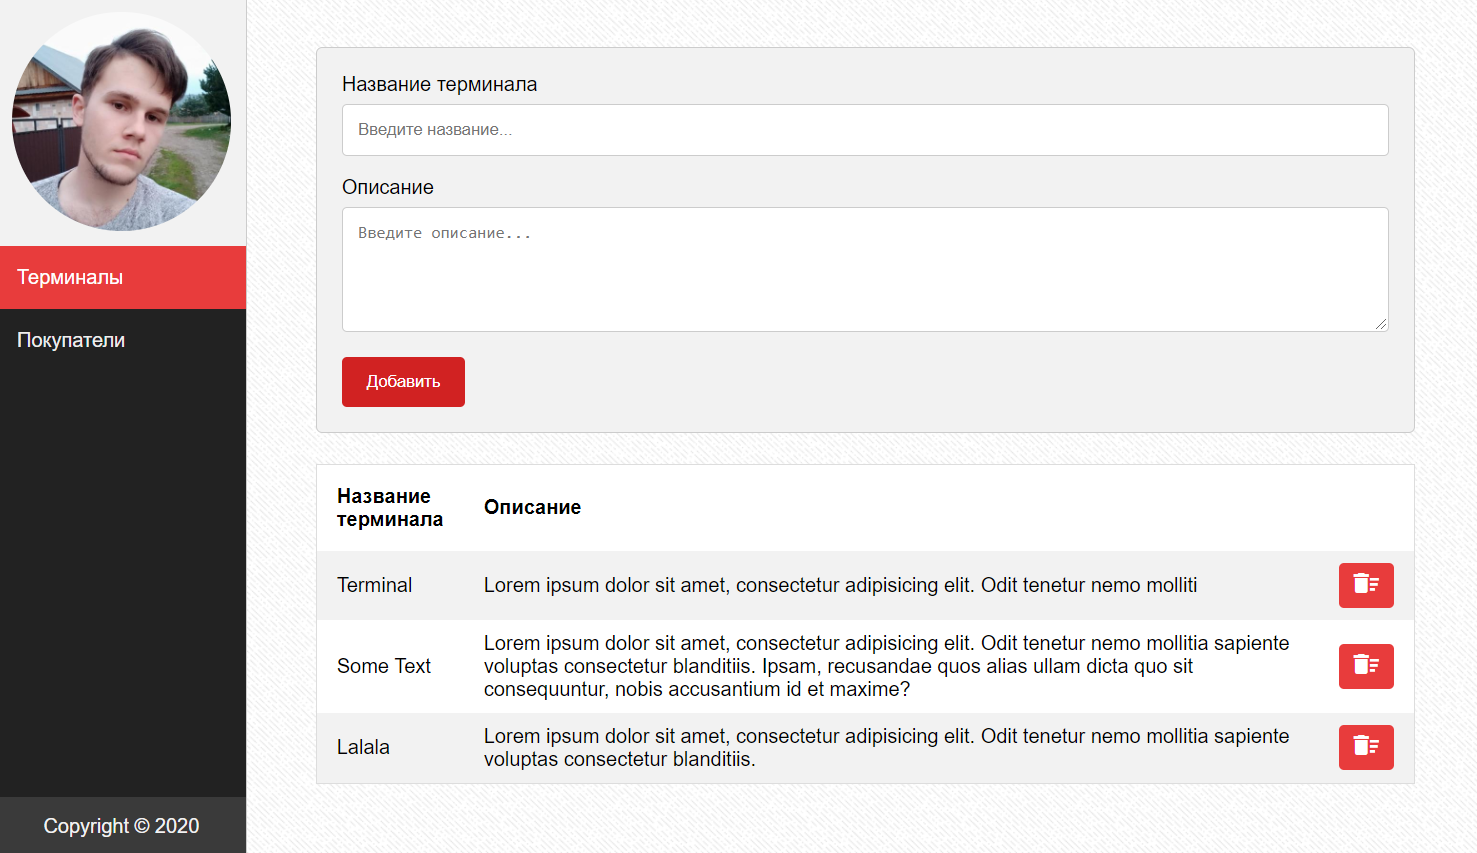 Терминалы
Покупатели
Copyright © 2020
Название терминала
Введите название...
Описание
Введите описание...
Добавить
Название
терминала
Описание
Terminal
Lorem ipsum dolor sit amet, consectetur adipisicing elit. Odit tenetur nemo molliti
Some Text
Lorem ipsum dolor sit amet, consectetur adipisicing elit. Odit tenetur nemo mollitia sapiente
voluptas consectetur blanditiis. Ipsam, recusandae quos alias ullam dicta quo sit
consequuntur, nobis accusantium id et maxime?
Lalala
Lorem ipsum dolor sit amet, consectetur adipisicing elit. Odit tenetur nemo mollitia sapiente
voluptas consectetur blanditiis.